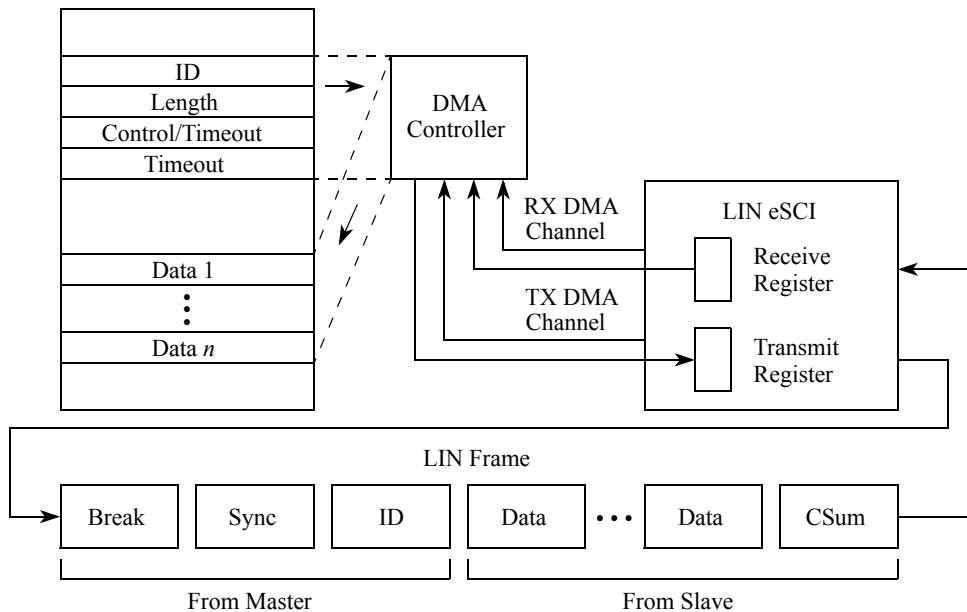 ID
Length
Control/Timeout
Timeout
Data 1
Data n
DMA
Controller
RX DMA
Channel
TX DMA
Channel
LIN eSCI
Receive
Register
Transmit
Register
LIN Frame
Break
Sync
ID
Data
Data
CSum
From Master
From Slave